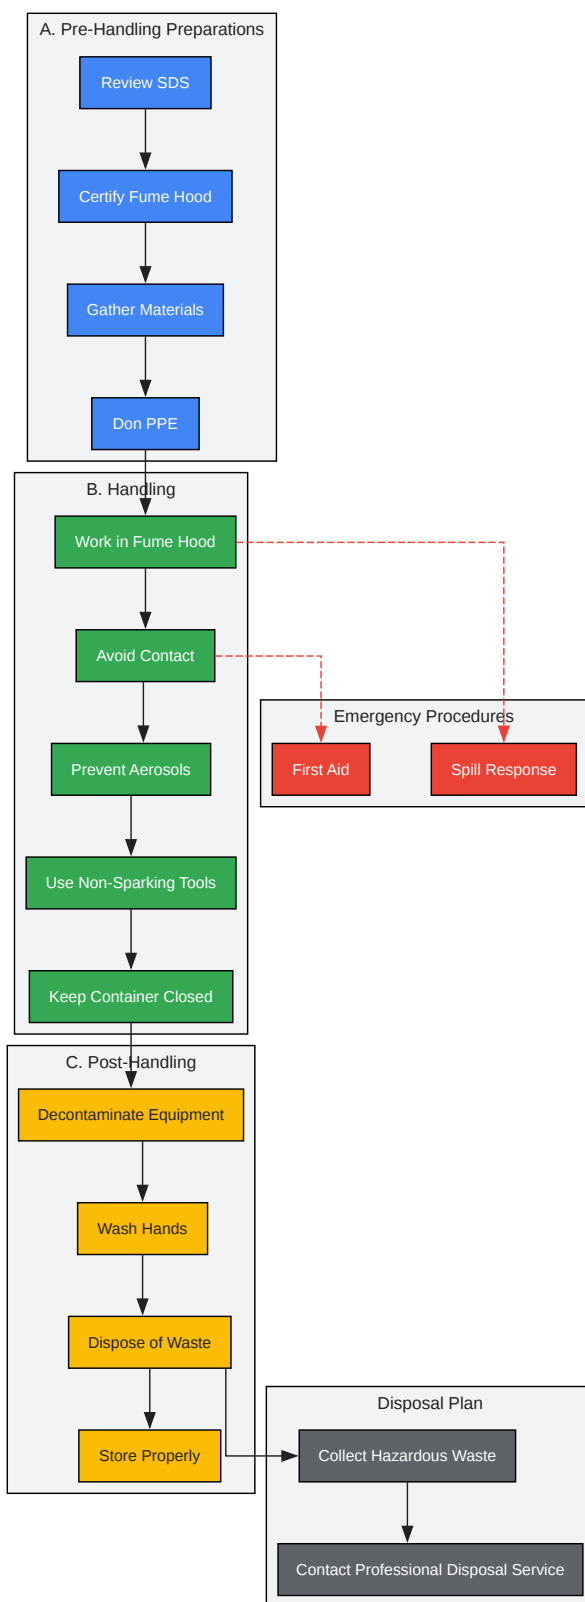 A. Pre-Handling Preparations
Review SDS
Certify Fume Hood
Gather Materials
Don PPE
B. Handling
Work in Fume Hood
Avoid Contact
Prevent Aerosols
Use Non-Sparking Tools
Keep Container Closed
Emergency Procedures
First Aid
Spill Response
C. Post-Handling
Decontaminate Equipment
Wash Hands
Dispose of Waste
Store Properly
Disposal Plan
Collect Hazardous Waste
Contact Professional Disposal Service